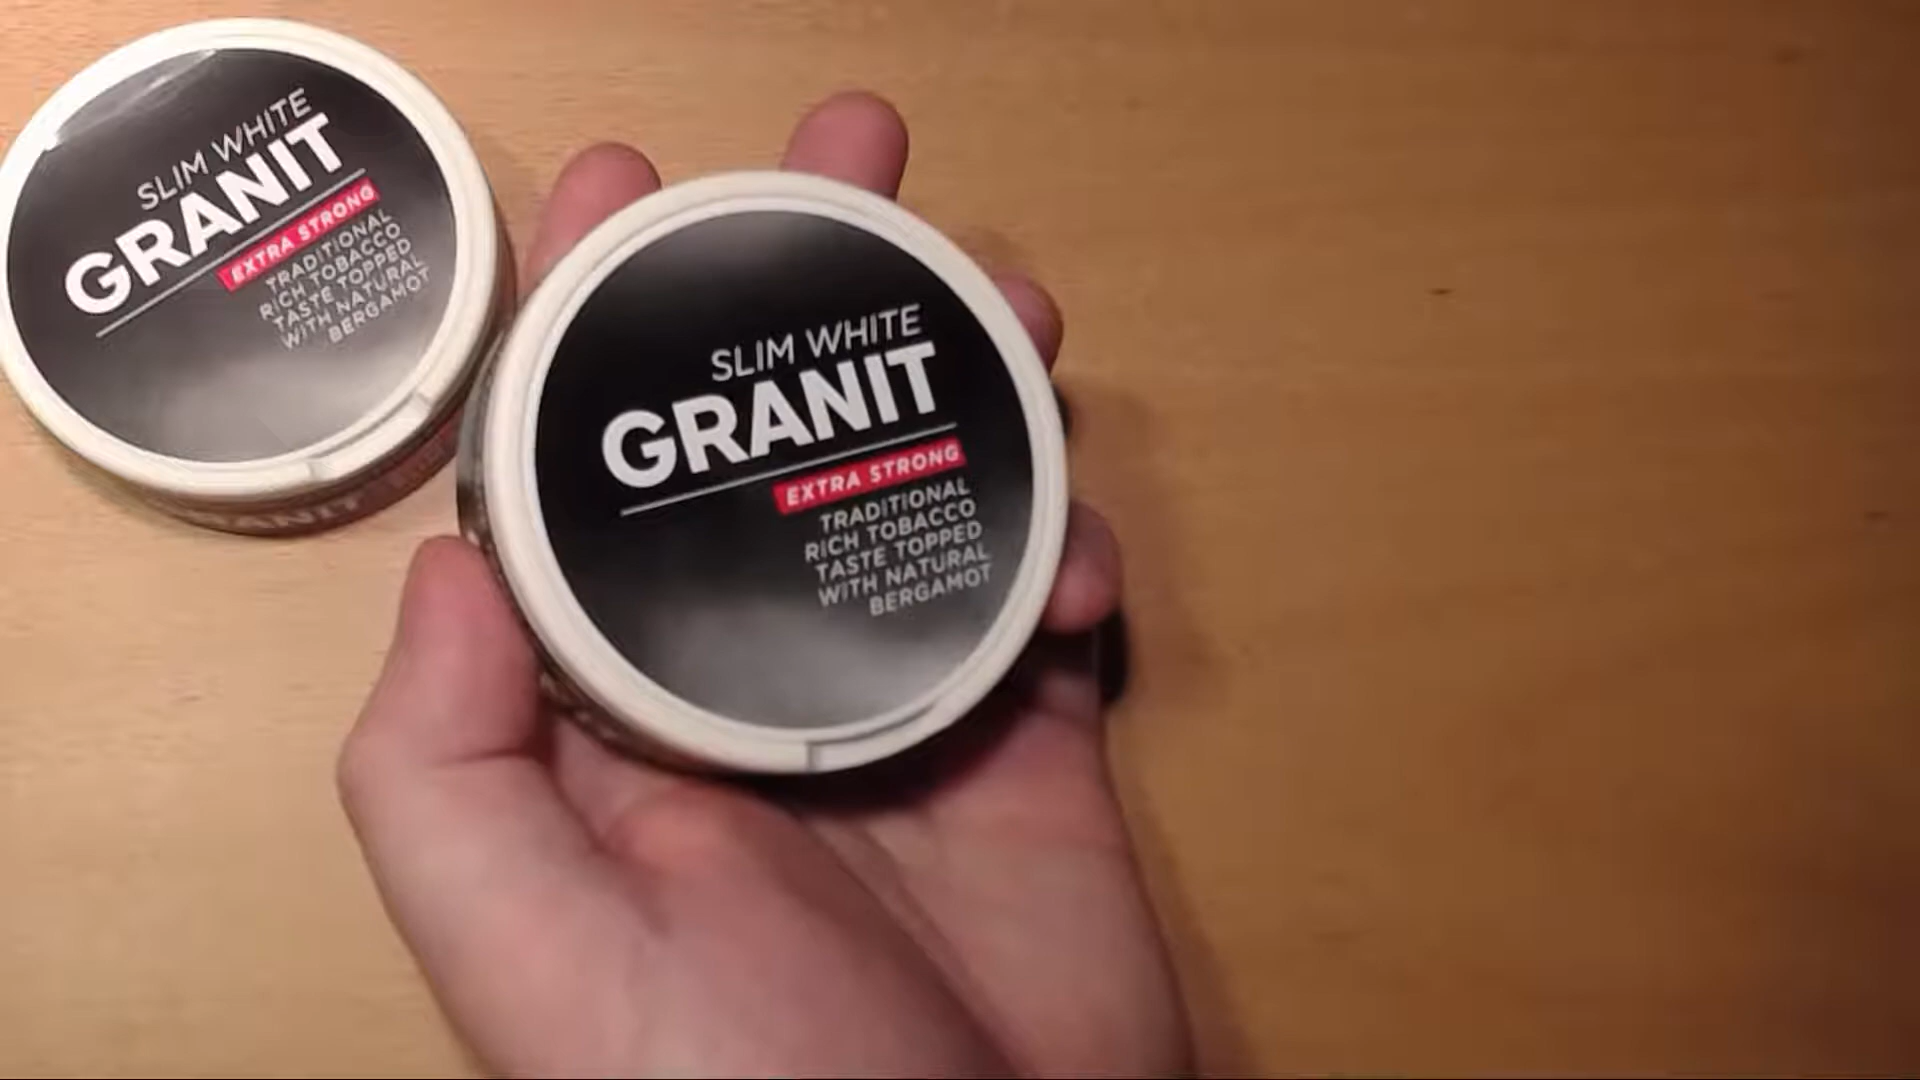 SLIM WHITE
GRANIT
EXTRA STRONG
TRADITIONAL
RICH TOBACCO
TASTE TOPPED
WITH NATURAL
BERGAMOT
SLIM WHITE
GRANIT
EXTRA STRONG
TRADITIONAL
RICH TOBACCO
TASTE TOPPED
WITH NATURAL
BERGAMOT